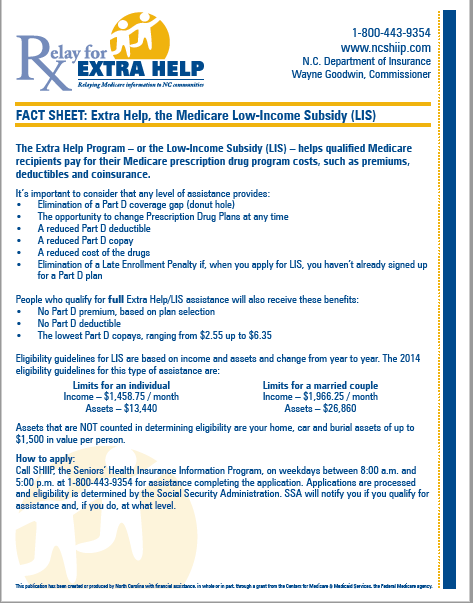 Relay for
Rx
EXTRA HELP
Relaying Medicare information to NC communities
1-800-443-9354
www.ncshiip.com
N.C. Department of Insurance
Wayne Goodwin, Commissioner
FACT SHEET: Extra Help, the Medicare Low-Income Subsidy (LIS)
The Extra Help Program – or the Low-Income Subsidy (LIS) – helps qualified Medicare
recipients pay for their Medicare prescription drug program costs, such as premiums,
deductibles and coinsurance.
It's important to consider that any level of assistance provides:
• Elimination of a Part D coverage gap (donut hole)
• The opportunity to change Prescription Drug Plans at any time
• A reduced Part D deductible
• A reduced Part D copay
• A reduced cost of the drugs
• Elimination of a Late Enrollment Penalty if, when you apply for LIS, you haven't already signed up
for a Part D plan
People who qualify for full Extra Help/LIS assistance will also receive these benefits:
• No Part D premium, based on plan selection
• No Part D deductible
• The lowest Part D copays, ranging from $2.55 up to $6.35
Eligibility guidelines for LIS are based on income and assets and change from year to year. The 2014
eligibility guidelines for this type of assistance are:
Limits for an individual
Income – $1,458.75 / month
Assets – $13,440
Limits for a married couple
Income – $1,966.25 / month
Assets – $26,860
Assets that are NOT counted in determining eligibility are your home, car and burial assets of up to
$1,500 in value per person.
How to apply:
Call SHIIP, the Seniors' Health Insurance Information Program, on weekdays between 8:00 a.m. and
5:00 p.m. at 1-800-443-9354 for assistance completing the application. Applications are processed
and eligibility is determined by the Social Security Administration. SSA will notify you if you qualify for
assistance and, if you do, at what level.
This publication has been created or produced by North Carolina with financial assistance, in whole or in part, through a grant from the Centers for Medicare & Medicaid Services, the Federal Medicare agency.